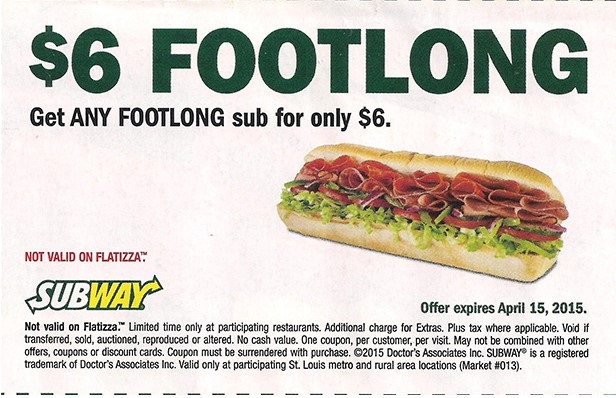 $6 FOOTLONG
Get ANY FOOTLONG sub for only $6.
NOT VALID ON FLATIZZA.™
SUBWAY
Offer expires April 15, 2015.
Not valid on Flatizza.™ Limited time only at participating restaurants. Additional charge for Extras. Plus tax where applicable. Void if
transferred, sold, auctioned, reproduced or altered. No cash value. One coupon, per customer, per visit. May not be combined with other
offers, coupons or discount cards. Coupon must be surrendered with purchase. ©2015 Doctor's Associates Inc. SUBWAY® is a registered
trademark of Doctor's Associates Inc. Valid only at participating St. Louis metro and rural area locations (Market #013).